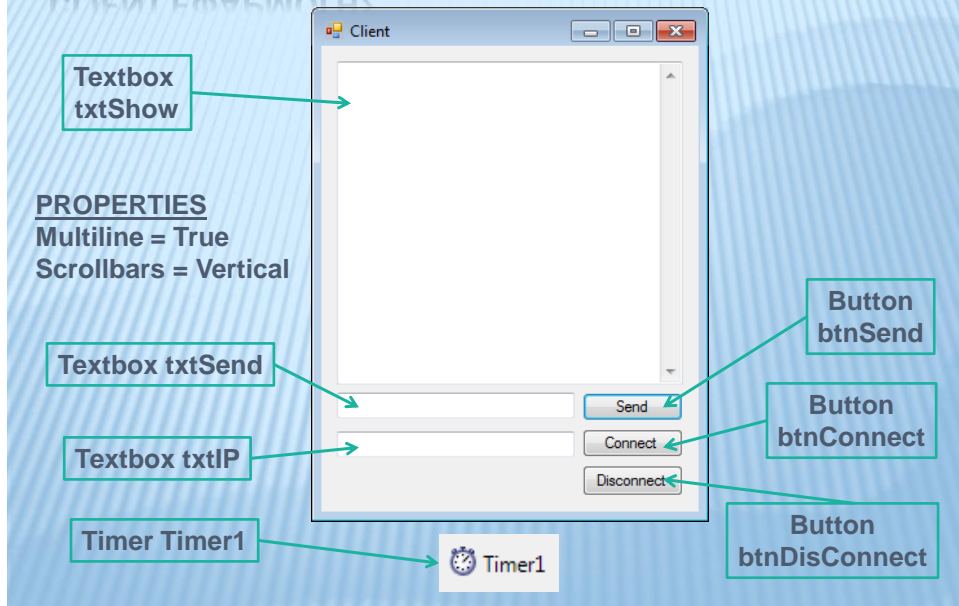 Client
Textbox
txtShow
PROPERTIES
Multiline = True
Scrollbars = Vertical
Button
btnSend
Textbox txtSend
Send
Button
btnConnect
Connect
Textbox txtIP
Disconnect
Timer Timer1
Timer1
Button
btnDisConnect